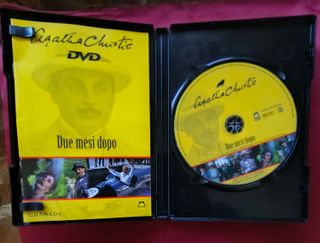 Agatha Christie
DVD
Due mesi dopo
GRANADA
Agatha Christie
Due mesi dopo